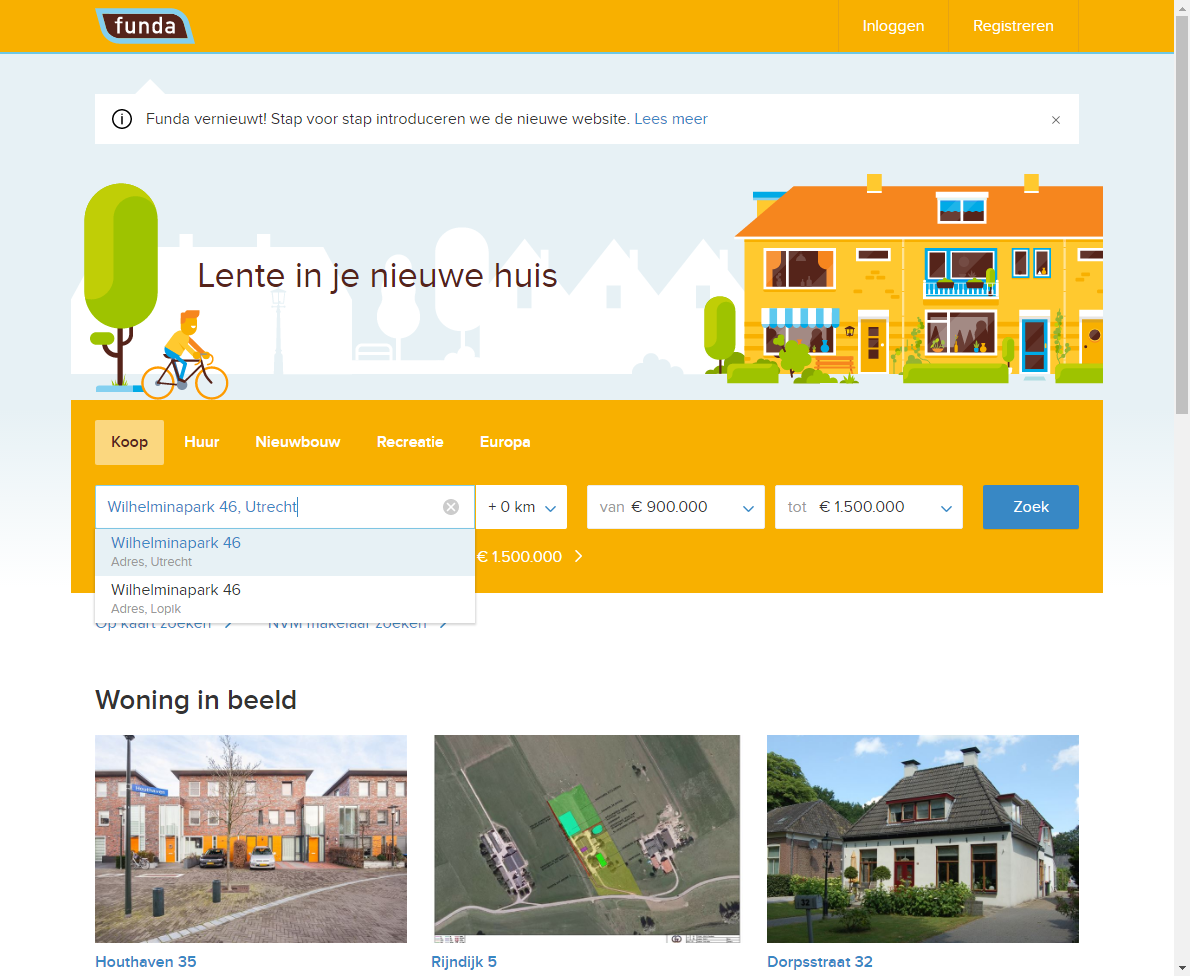 funda
Inloggen
Registreren
Funda vernieuwt! Stap voor stap introduceren we de nieuwe website. Lees meer
Lente in je nieuwe huis
Koop
Huur
Nieuwbouw
Recreatie
Europa
Wilhelminapark 46, Utrecht
+ 0 km
van € 900.000
tot € 1.500.000
Zoek
Wilhelminapark 46
Adres, Utrecht
€ 1.500.000
Wilhelminapark 46
Adres, Lopik
Op kaart zoeken
NVM makelaar zoeken
Woning in beeld
32
Houthaven 35
Rijndijk 5
Dorpsstraat 32